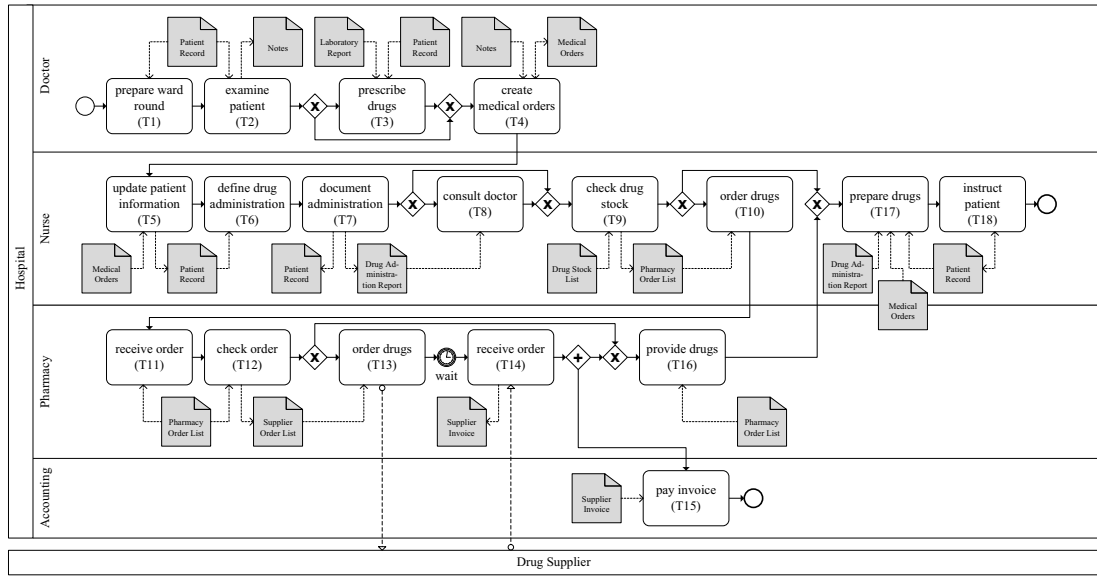 Hospital
Doctor
Patient
Record
Notes
Laboratory
Report
Patient
Record
Notes
Medical
Orders
prepare ward
round
(T1)
examine
patient
(T2)
X
prescribe
drugs
(T3)
X
create
medical orders
(T4)
Nurse
update patient
information
(T5)
define drug
administration
(T6)
document
administration
(T7)
X
consult doctor
(T8)
X
check drug
stock
(T9)
X
order drugs
(T10)
X
prepare drugs
(T17)
instruct
patient
(T18)
Medical
Orders
Patient
Record
Patient
Record
Drug Ad-
ministra-
tion Report
Drug Stock
List
Pharmacy
Order List
Drug Ad-
ministra-
tion Report
Medical
Orders
Patient
Record
Pharmacy
receive order
(T11)
check order
(T12)
X
order drugs
(T13)
wait
receive order
(T14)
+
X
provide drugs
(T16)
Pharmacy
Order List
Supplier
Order List
Supplier
Invoice
Pharmacy
Order List
Accounting
Supplier
Invoice
pay invoice
(T15)
Drug Supplier